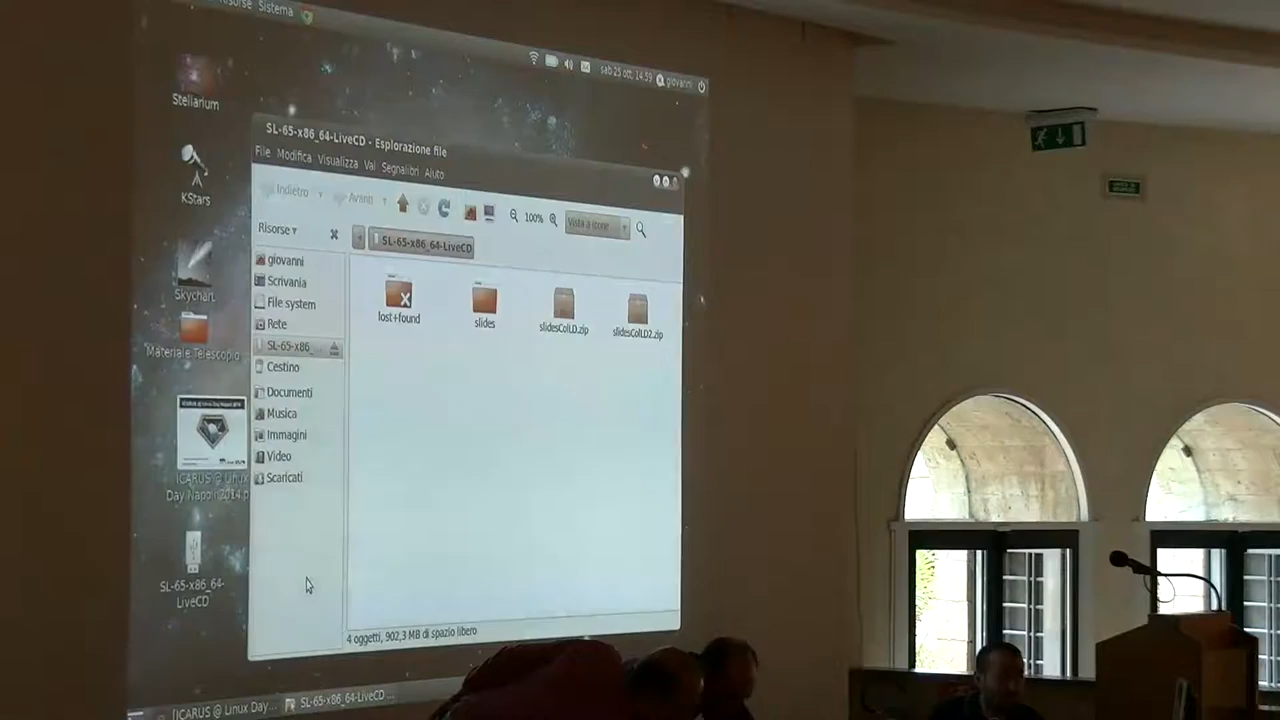 Risorse Sistema
sab 25 ott, 14.59 giovanni
Stellarium
KStars
Skychart
Materiale Telescopio
ICARUS @ Linux
Day Napoli 2014.p
SL-65-x86_64-
LiveCD
SL-65-x86_64-LiveCD - Esplorazione file
File Modifica Visualizza Vai Segnalibri Aiuto
Indietro Avanti 100% Vista a icone
Risorse SL-65-x86_64-LiveCD
giovanni
Scrivania
File system
Rete
SL-65-x86_...
Cestino
Documenti
Musica
Immagini
Video
Scaricati
lost+found
slides
slidesColLD.zip
slidesColLD2.zip
4 oggetti, 902,3 MB di spazio libero
[ICARUS @ Linux Day... SL-65-x86_64-LiveCD ...